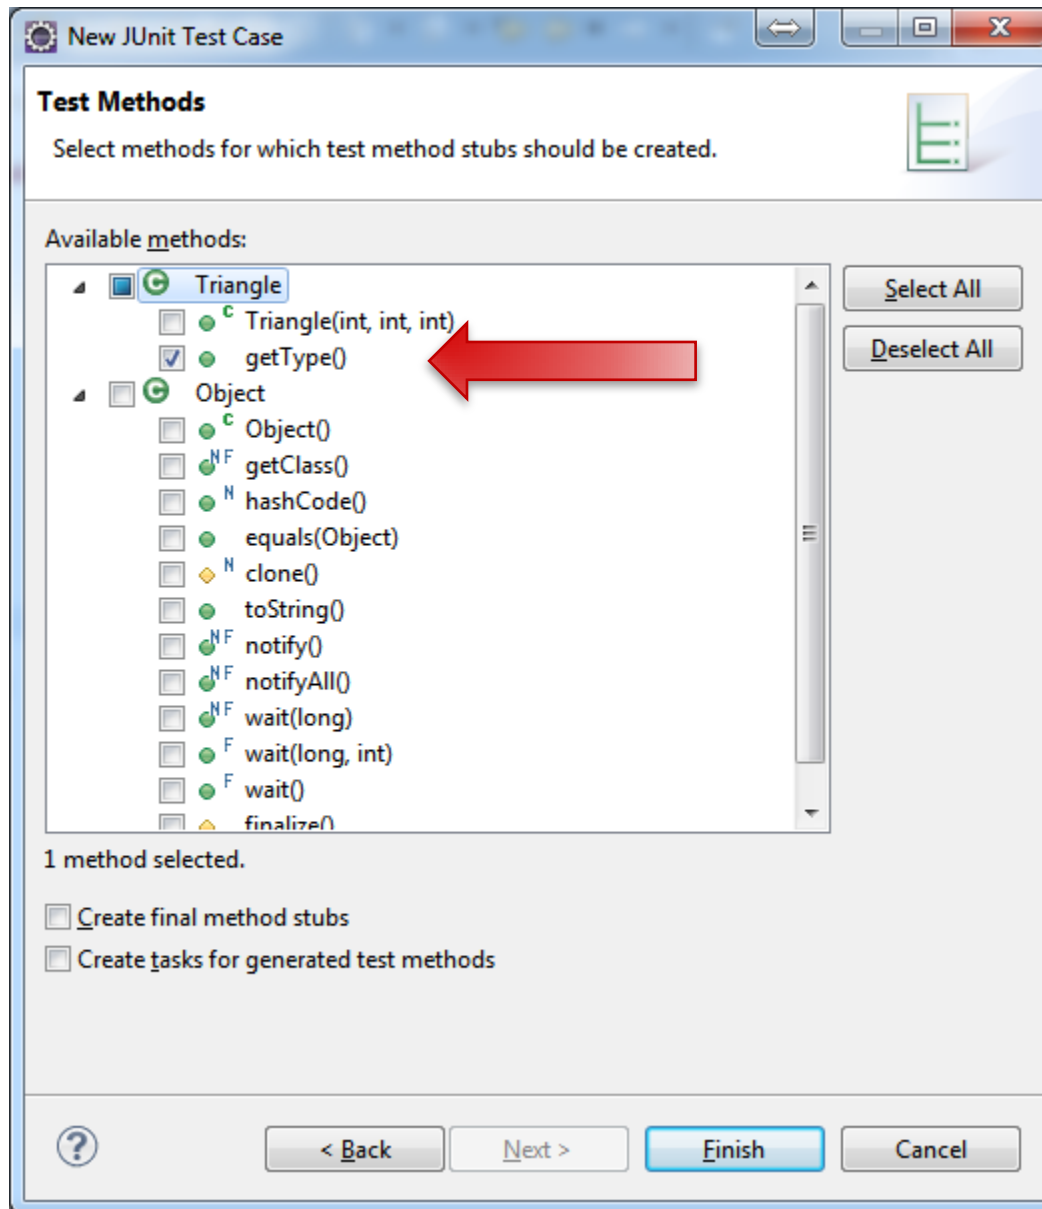 New JUnit Test Case
Test Methods
Select methods for which test method stubs should be created.
Available methods:
Triangle
C Triangle(int, int, int)
getType()
Object
C Object()
N F getClass()
N hashCode()
equals(Object)
N clone()
toString()
N F notify()
N F notifyAll()
N F wait(long)
F wait(long, int)
F wait()
finalize()
Select All
Deselect All
1 method selected.
Create final method stubs
Create tasks for generated test methods
< Back Next > Finish Cancel